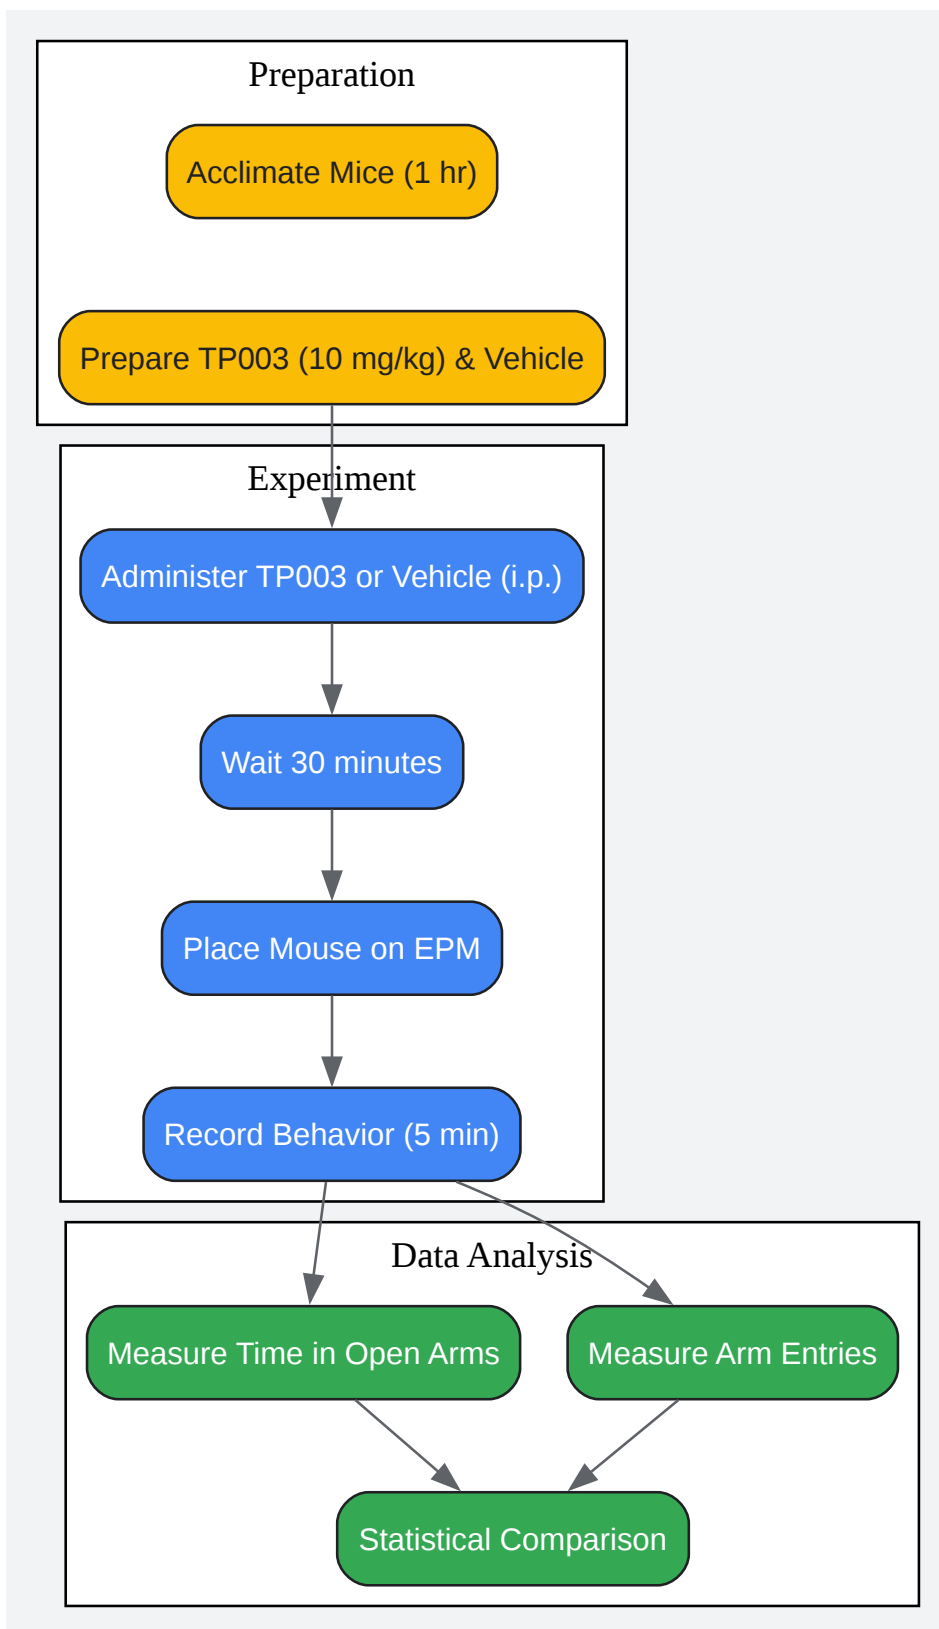 Preparation
Acclimate Mice (1 hr)
Prepare TP003 (10 mg/kg) & Vehicle
Experiment
Administer TP003 or Vehicle (i.p.)
Wait 30 minutes
Place Mouse on EPM
Record Behavior (5 min)
Data Analysis
Measure Time in Open Arms
Measure Arm Entries
Statistical Comparison